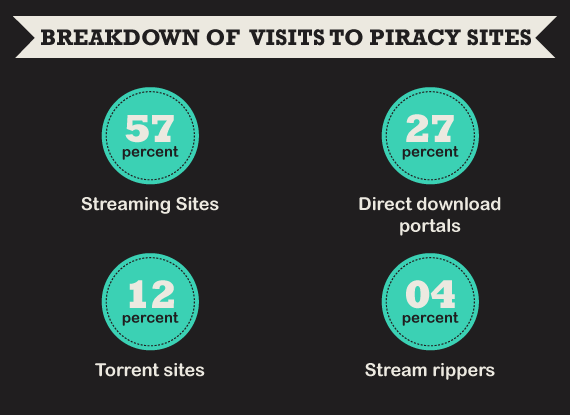 BREAKDOWN OF VISITS TO PIRACY SITES
57
percent
Streaming Sites
27
percent
Direct download
portals
12
percent
Torrent sites
04
percent
Stream rippers